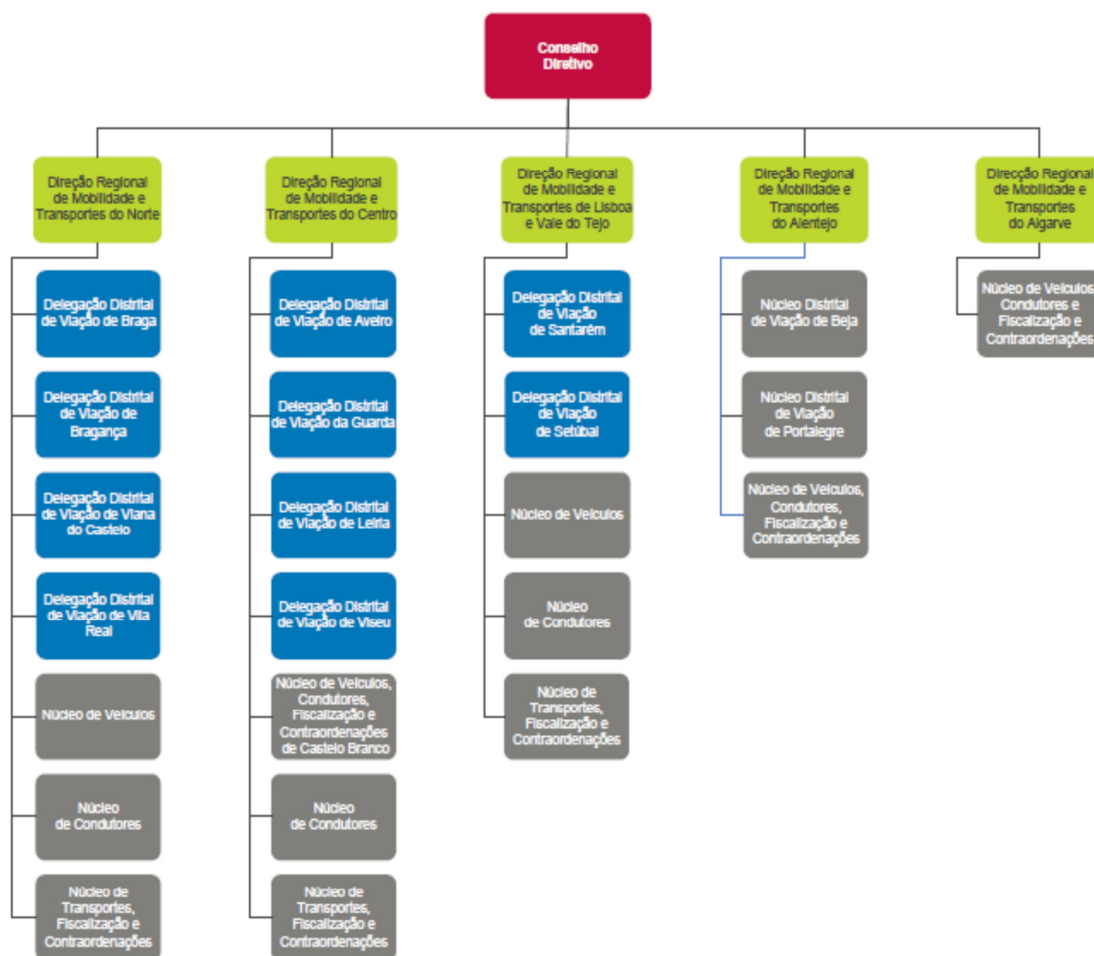 Conselho
Diretivo
Direção Regional
de Mobilidade e
Transportes do Norte
Delegação Distrital
de Viação de Braga
Delegação Distrital
de Viação de
Bragança
Delegação Distrital
de Viação de Viana
do Castelo
Delegação Distrital
de Viação de Vila
Real
Núcleo de Veículos
Núcleo
de Condutores
Núcleo de
Transportes,
Fiscalização e
Contraordenações
Direção Regional
de Mobilidade e
Transportes do Centro
Delegação Distrital
de Viação de Aveiro
Delegação Distrital
de Viação da Guarda
Delegação Distrital
de Viação de Leiria
Delegação Distrital
de Viação de Viseu
Núcleo de Veículos,
Condutores,
Fiscalização e
Contraordenações
de Castelo Branco
Núcleo
de Condutores
Núcleo de
Transportes,
Fiscalização e
Contraordenações
Direção Regional
de Mobilidade e
Transportes de Lisboa
e Vale do Tejo
Delegação Distrital
de Viação
de Santarém
Delegação Distrital
de Viação
de Setúbal
Núcleo de Veículos
Núcleo
de Condutores
Núcleo de
Transportes,
Fiscalização e
Contraordenações
Direção Regional
de Mobilidade e
Transportes
do Alentejo
Núcleo Distrital
de Viação de Beja
Núcleo Distrital
de Viação
de Portalegre
Núcleo de Veículos,
Condutores,
Fiscalização e
Contraordenações
Direcção Regional
de Mobilidade e
Transportes
do Algarve
Núcleo de Veículos,
Condutores e
Fiscalização e
Contraordenações